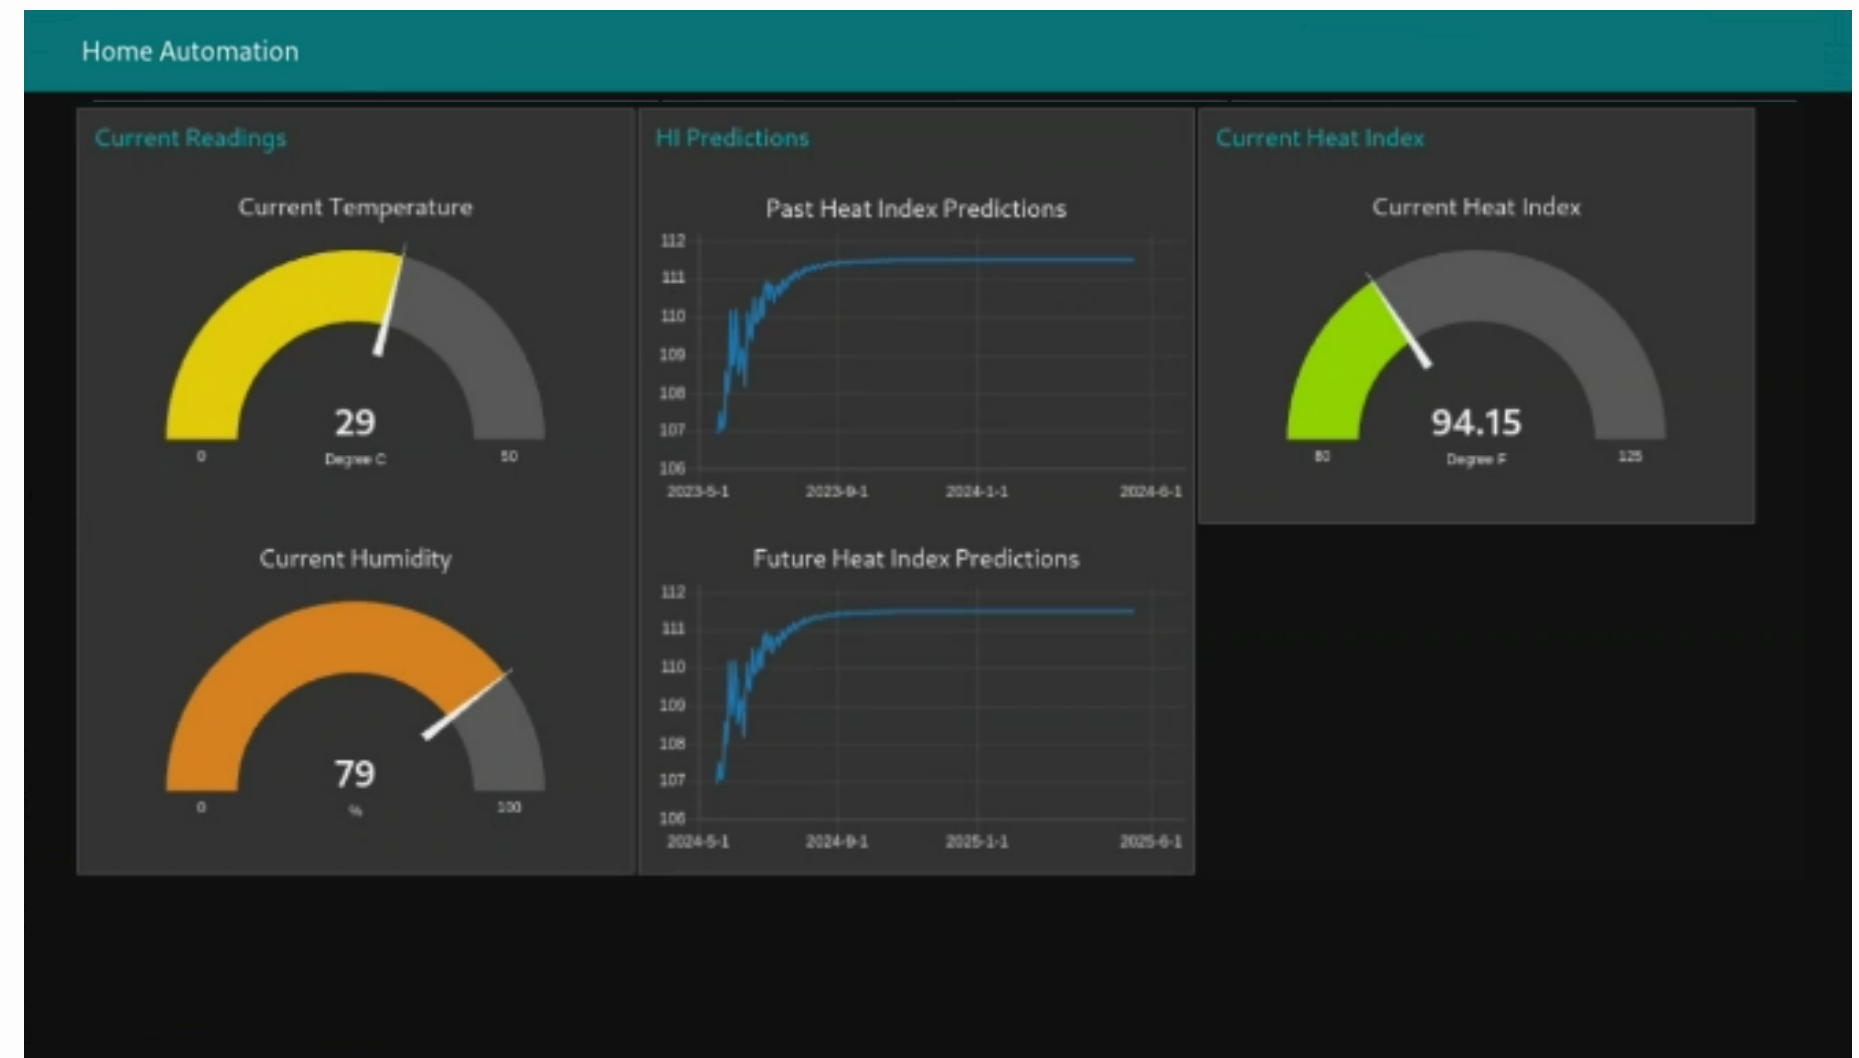 Home Automation
Current Readings
Current Temperature
29
Degree C
0
50
Current Humidity
79
%
0
100
HI Predictions
Past Heat Index Predictions
112
111
110
109
108
107
106
2023-5-1
2023-9-1
2024-1-1
2024-6-1
Future Heat Index Predictions
112
111
110
109
108
107
106
2024-5-1
2024-9-1
2025-1-1
2025-6-1
Current Heat Index
Current Heat Index
94.15
Degree F
80
125